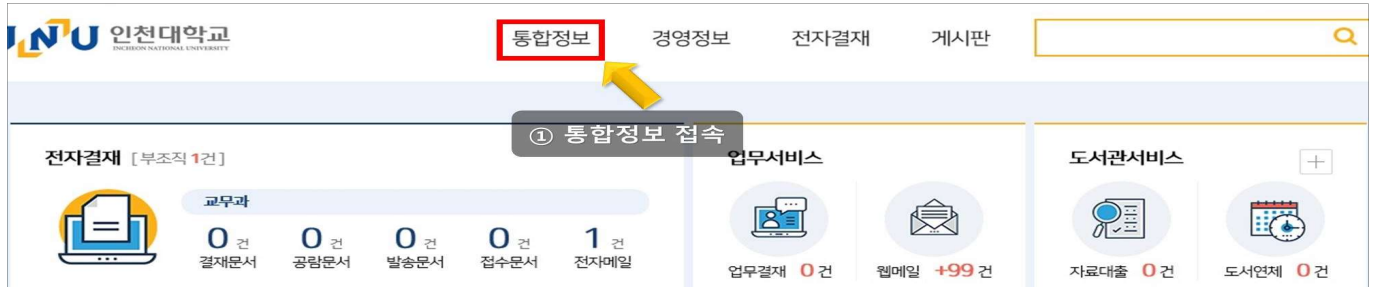 INU 인천대학교
INCHEON NATIONAL UNIVERSITY
통합정보 경영정보 전자결재 게시판
① 통합정보 접속
전자결재 [부조직 1건]
교무과
0 건 0 건 0 건 0 건 1 건
결재문서 공람문서 발송문서 접수문서 전자메일
업무서비스
업무결재 0 건 웹메일 +99 건
도서관서비스
자료대출 0 건 도서연체 0 건